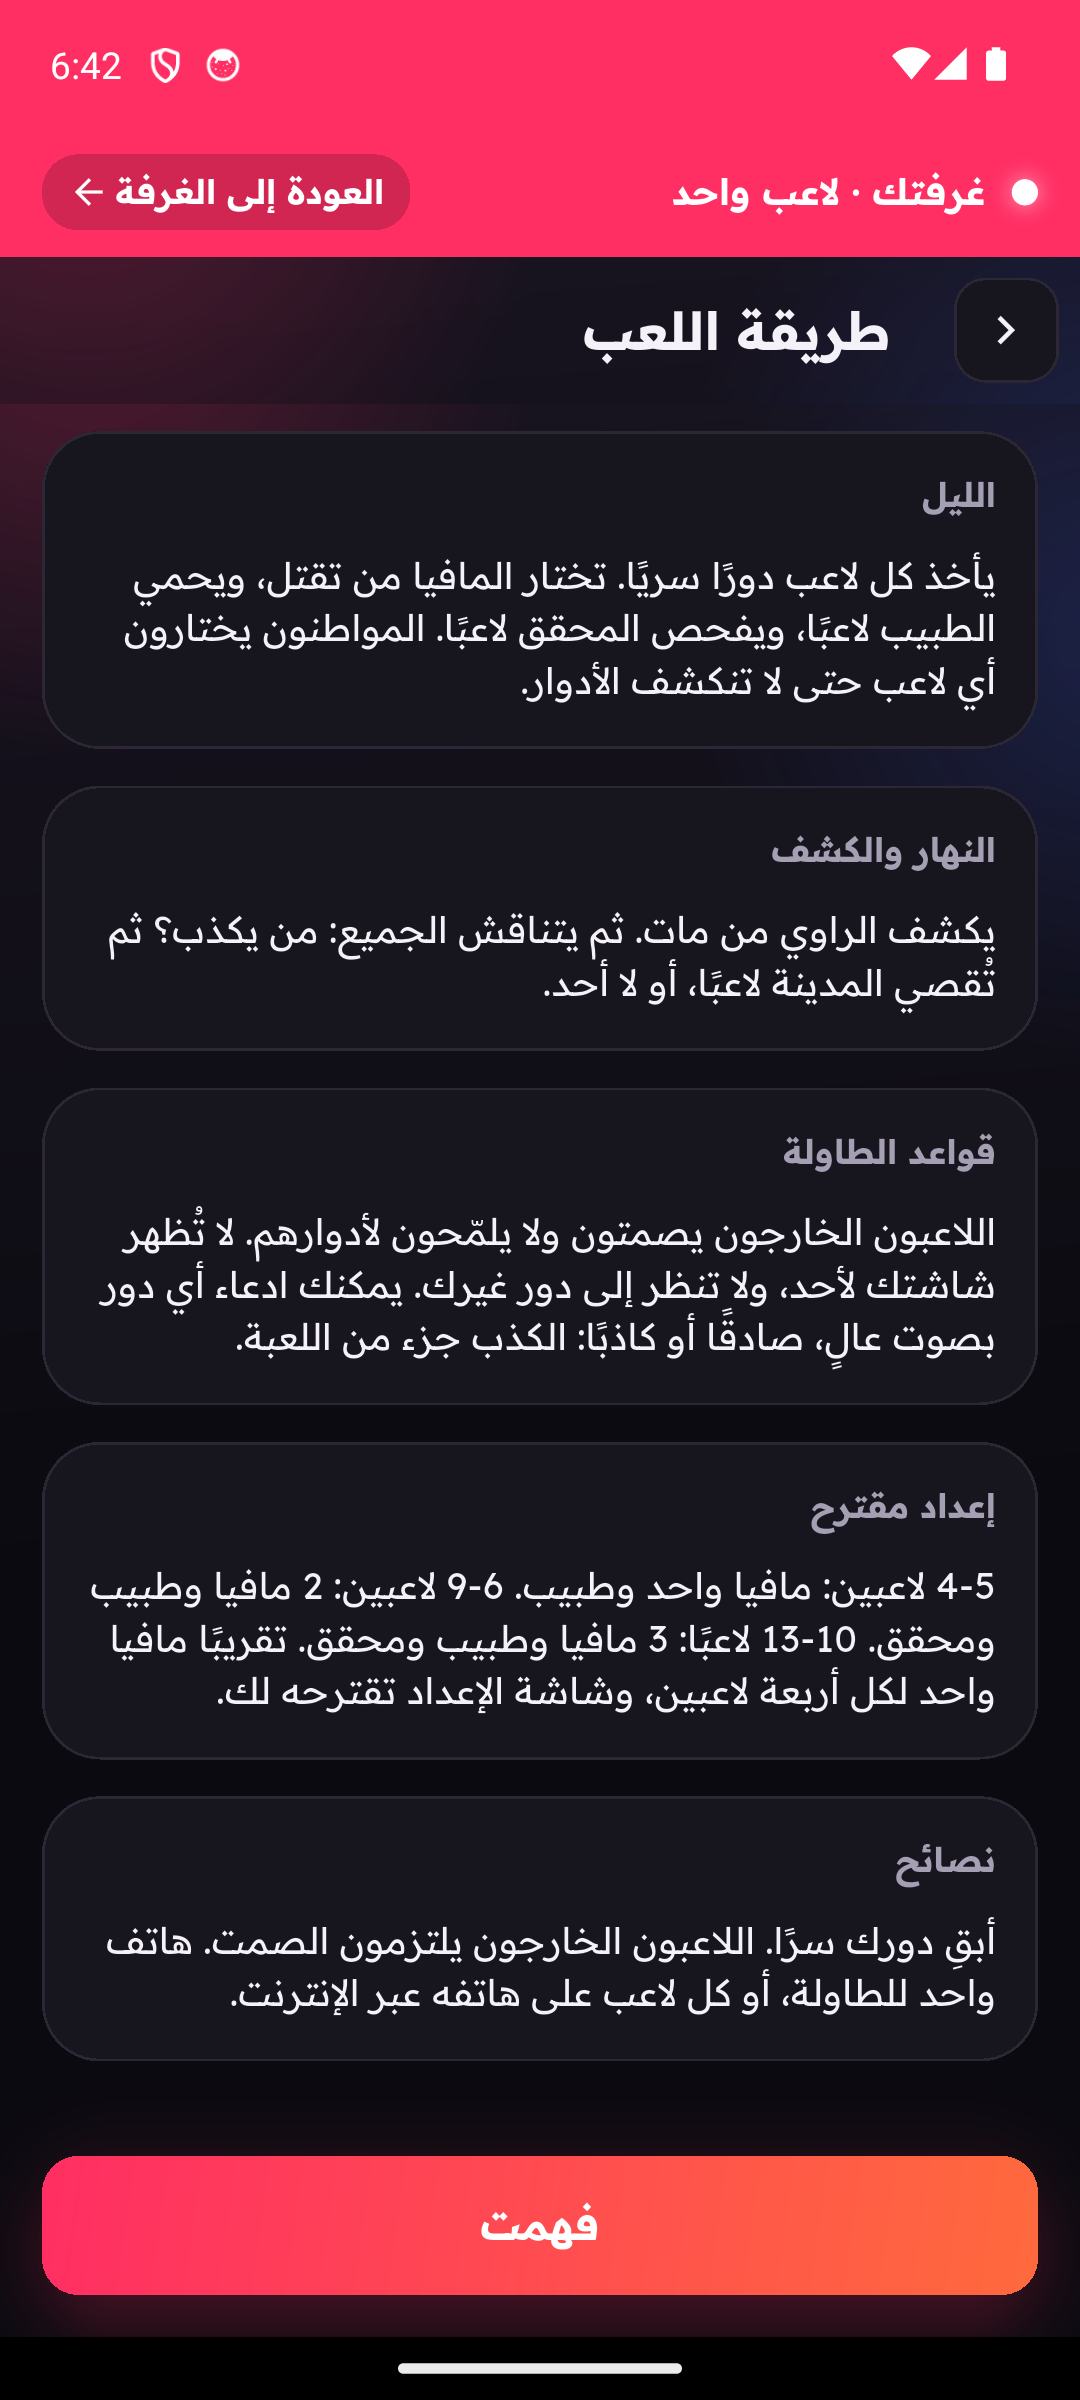 6:42
غرفتك · لاعب واحد
العودة إلى الغرفة ←
طريقة اللعب
الليل
يأخذ كل لاعب دورًا سريًا. تختار المافيا من تقتل، ويحمي
الطبيب لاعبًا، ويفحص المحقق لاعبًا. المواطنون يختارون
أي لاعب حتى لا تنكشف الأدوار.
النهار والكشف
يكشف الراوي من مات. ثم يتناقش الجميع: من يكذب؟ ثم
تُقصي المدينة لاعبًا، أو لا أحد.
قواعد الطاولة
اللاعبون الخارجون يصمتون ولا يلمّحون لأدوارهم. لا تُظهر
شاشتك لأحد، ولا تنظر إلى دور غيرك. يمكنك ادعاء أي دور
بصوت عالٍ، صادقًا أو كاذبًا: الكذب جزء من اللعبة.
إعداد مقترح
4-5 لاعبين: مافيا واحد وطبيب. 6-9 لاعبين: 2 مافيا وطبيب
ومحقق. 10-13 لاعبًا: 3 مافيا وطبيب ومحقق. تقريبًا مافيا
واحد لكل أربعة لاعبين، وشاشة الإعداد تقترحه لك.
نصائح
أبقِ دورك سرًا. اللاعبون الخارجون يلتزمون الصمت. هاتف
واحد للطاولة، أو كل لاعب على هاتفه عبر الإنترنت.
فهمت